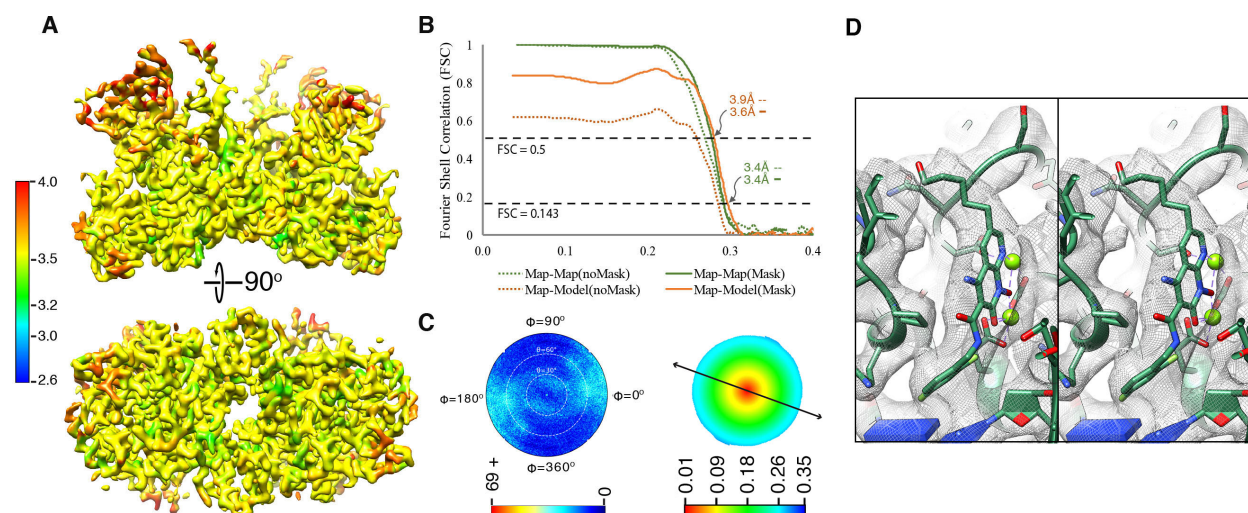 A
4.0
3.5
3.2
2.6
90°
B
Fourier Shell Correlation (FSC)
1
0.8
0.6
0.4
0.2
0
3.9Å --
3.6Å -
FSC = 0.5
3.4Å --
3.4Å -
FSC = 0.143
0.0
0.1
0.2
0.3
0.4
Map-Map(noMask)
Map-Map(Mask)
Map-Model(noMask)
Map-Model(Mask)
C
Φ=90°
θ=60°
θ=30°
Φ=180°
Φ=0°
Φ=360°
69 +
0
0.01
0.09
0.18
0.26
0.35
D